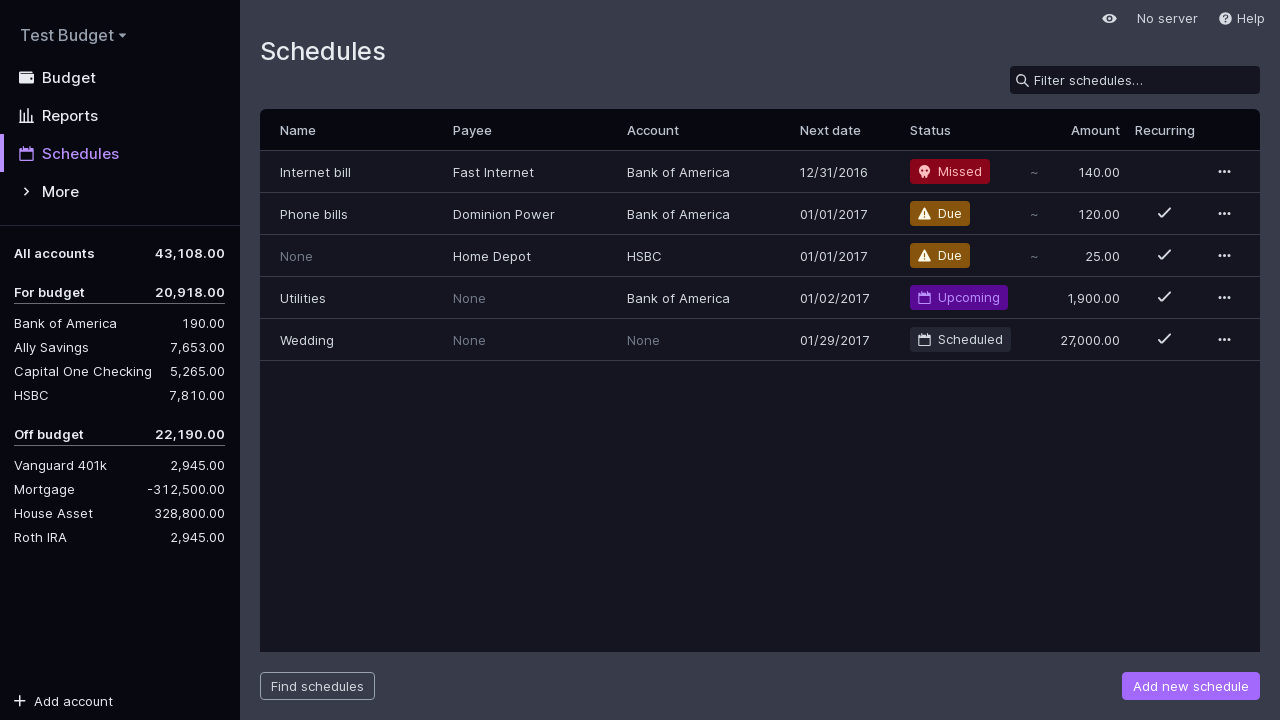 Test Budget
Budget
Reports
Schedules
More
All accounts 43,108.00
For budget 20,918.00
Bank of America 190.00
Ally Savings 7,653.00
Capital One Checking 5,265.00
HSBC 7,810.00
Off budget 22,190.00
Vanguard 401k 2,945.00
Mortgage -312,500.00
House Asset 328,800.00
Roth IRA 2,945.00
Add account
No server Help
Schedules
Filter schedules...
Name Payee Account Next date Status Amount Recurring
Internet bill Fast Internet Bank of America 12/31/2016 Missed ~ 140.00
Phone bills Dominion Power Bank of America 01/01/2017 Due ~ 120.00
None Home Depot HSBC 01/01/2017 Due ~ 25.00
Utilities None Bank of America 01/02/2017 Upcoming 1,900.00
Wedding None None 01/29/2017 Scheduled 27,000.00
Find schedules Add new schedule